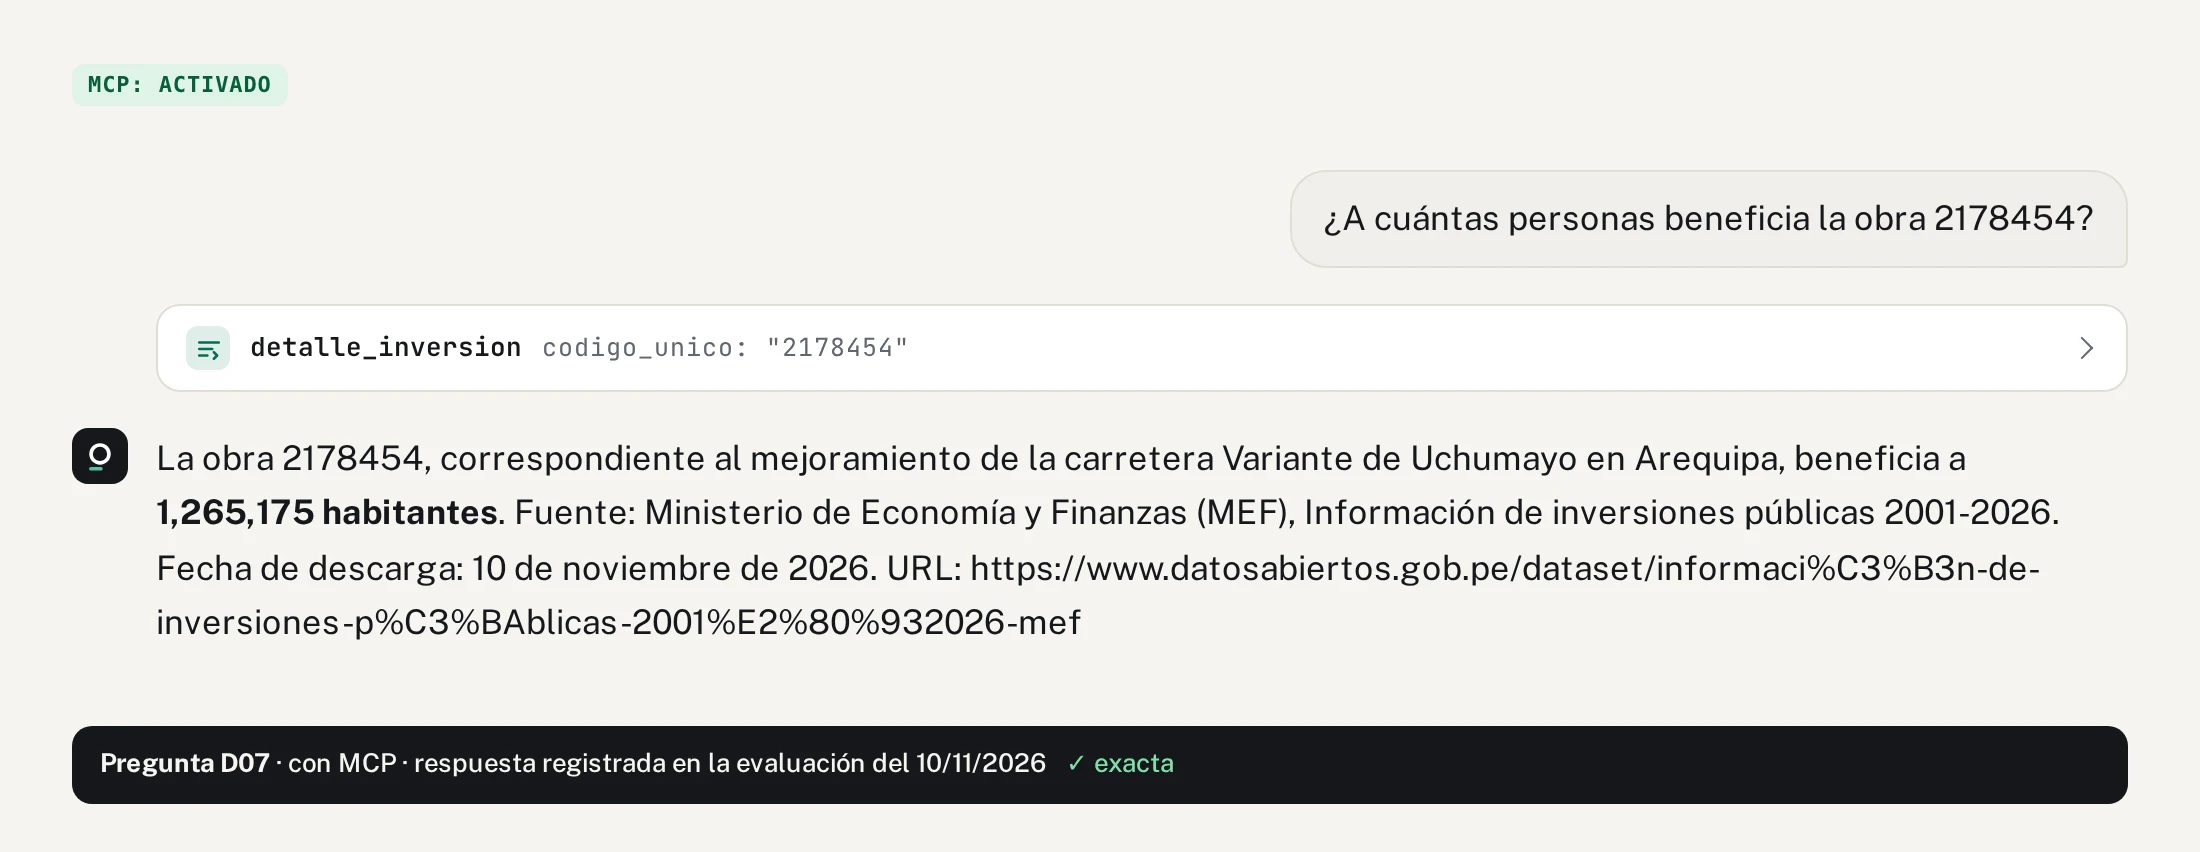 MCP: ACTIVADO
¿A cuántas personas beneficia la obra 2178454?
detalle_inversion codigo_unico: "2178454"
La obra 2178454, correspondiente al mejoramiento de la carretera Variante de Uchumayo en Arequipa, beneficia a
1,265,175 habitantes. Fuente: Ministerio de Economía y Finanzas (MEF), Información de inversiones públicas 2001-2026.
Fecha de descarga: 10 de noviembre de 2026. URL: https://www.datosabiertos.gob.pe/dataset/informaci%C3%B3n-de-
inversiones-p%C3%BAblicas-2001%E2%80%932026-mef
Pregunta D07 · con MCP · respuesta registrada en la evaluación del 10/11/2026 ✓ exacta